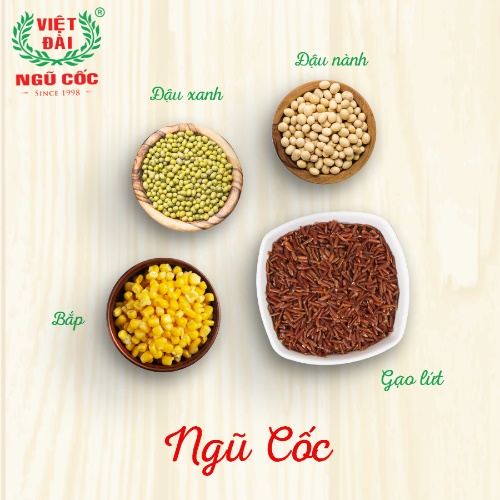 VIỆT
ĐÀI
®
NGŨ CỐC
SINCE 1998
Đậu nành
Đậu xanh
Bắp
Gạo lứt
Ngũ Cốc